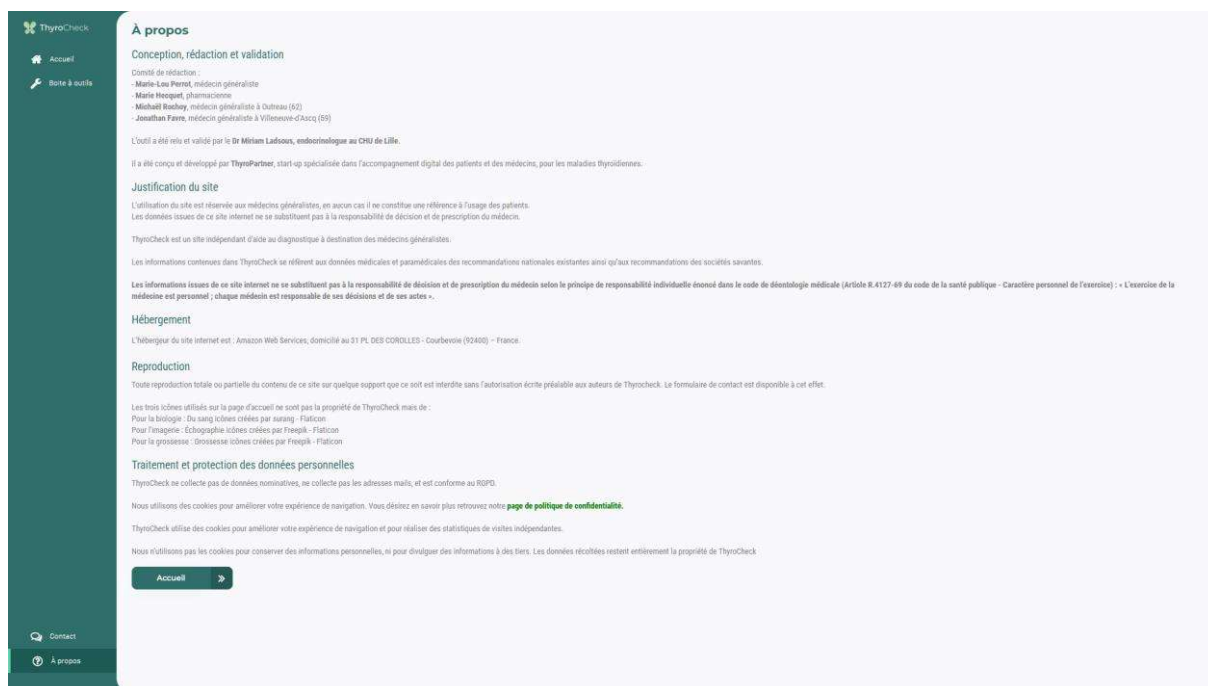 ThyroCheck
Accueil
Boite à outils
À propos
Conception, rédaction et validation
Comité de rédaction :
- Marie-Lou Perrot, médecin généraliste
- Marie Hecquet, pharmacienne
- Michaël Rochoy, médecin généraliste à Outreau (62)
- Jonathan Favre, médecin généraliste à Villeneuve-d'Ascq (59)
L'outil a été relu et validé par le Dr Miriam Ladsous, endocrinologue au CHU de Lille.
Il a été conçu et développé par ThyroPartner, start-up spécialisée dans l'accompagnement digital des patients et des médecins, pour les maladies thyroïdiennes.
Justification du site
L'utilisation du site est réservée aux médecins généralistes, en aucun cas il ne constitue une référence à l'usage des patients.
Les données issues de ce site internet ne se substituent pas à la responsabilité de décision et de prescription du médecin.
ThyroCheck est un site indépendant d'aide au diagnostique à destination des médecins généralistes.
Les informations contenues dans ThyroCheck se réfèrent aux données médicales et paramédicales des recommandations nationales existantes ainsi qu'aux recommandations des sociétés savantes.
Les informations issues de ce site internet ne se substituent pas à la responsabilité de décision et de prescription du médecin selon le principe de responsabilité individuelle énoncé dans le code de déontologie médicale (Article R.4127-69 du code de la santé publique - Caractère personnel de l'exercice) : « L'exercice de la
médecine est personnel ; chaque médecin est responsable de ses décisions et de ses actes ».
Hébergement
L'hébergeur du site internet est : Amazon Web Services, domicilié au 31 PL DES COROLLES - Courbevoie (92400) – France.
Reproduction
Toute reproduction totale ou partielle du contenu de ce site sur quelque support que ce soit est interdite sans l'autorisation écrite préalable aux auteurs de Thyrocheck. Le formulaire de contact est disponible à cet effet.
Les trois icônes utilisés sur la page d'accueil ne sont pas la propriété de ThyroCheck mais de :
Pour la biologie : Du sang icônes créées par surang - Flaticon
Pour l'imagerie : Échographie icônes créées par Freepik - Flaticon
Pour la grossesse : Grossesse icônes créées par Freepik - Flaticon
Traitement et protection des données personnelles
ThyroCheck ne collecte pas de données nominatives, ne collecte pas les adresses mails, et est conforme au RGPD.
Nous utilisons des cookies pour améliorer votre expérience de navigation. Vous désirez en savoir plus retrouvez notre page de politique de confidentialité.
ThyroCheck utilise des cookies pour améliorer votre expérience de navigation et pour réaliser des statistiques de visites indépendantes.
Nous n'utilisons pas les cookies pour conserver des informations personnelles, ni pour divulguer des informations à des tiers. Les données récoltées restent entièrement la propriété de ThyroCheck
Accueil
Contact
À propos